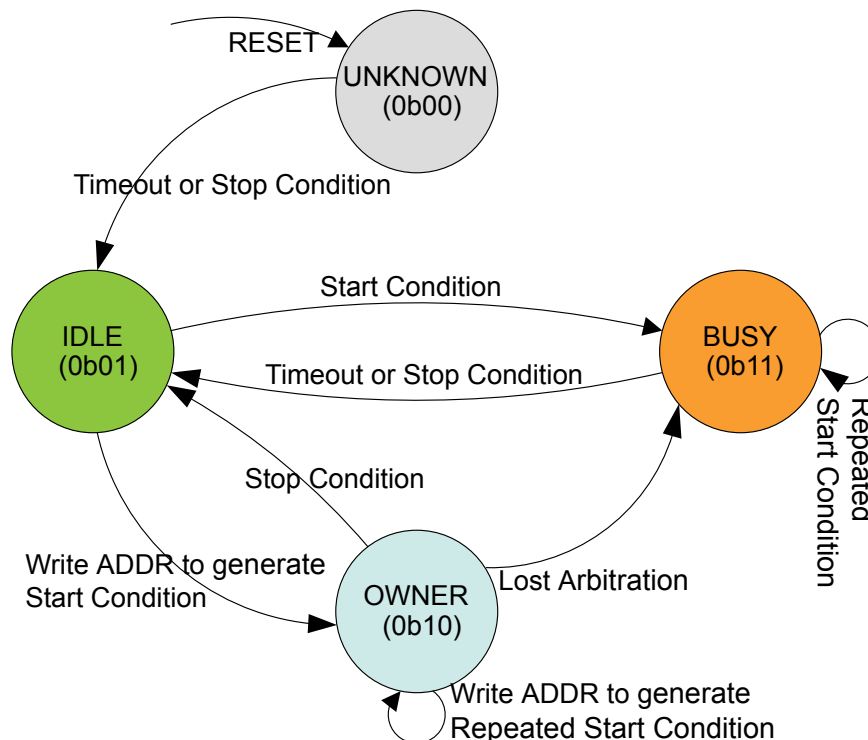 RESET
UNKNOWN
(0b00)
Timeout or Stop Condition
Start Condition
IDLE
(0b01)
BUSY
(0b11)
Timeout or Stop Condition
Repeated
Start Condition
Stop Condition
Write ADDR to generate
Start Condition
Lost Arbitration
OWNER
(0b10)
Write ADDR to generate
Repeated Start Condition